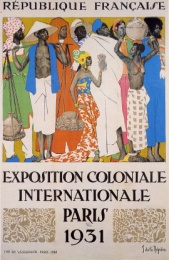 RÉPUBLIQUE FRANÇAISE
EXPOSITION COLONIALE
INTERNATIONALE
PARIS
1931